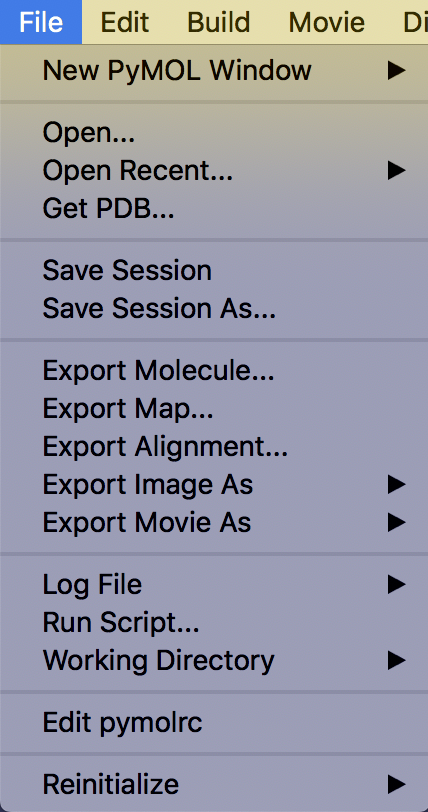 File Edit Build Movie
New PyMOL Window
Open...
Open Recent...
Get PDB...
Save Session
Save Session As...
Export Molecule...
Export Map...
Export Alignment...
Export Image As
Export Movie As
Log File
Run Script...
Working Directory
Edit pymolrc
Reinitialize